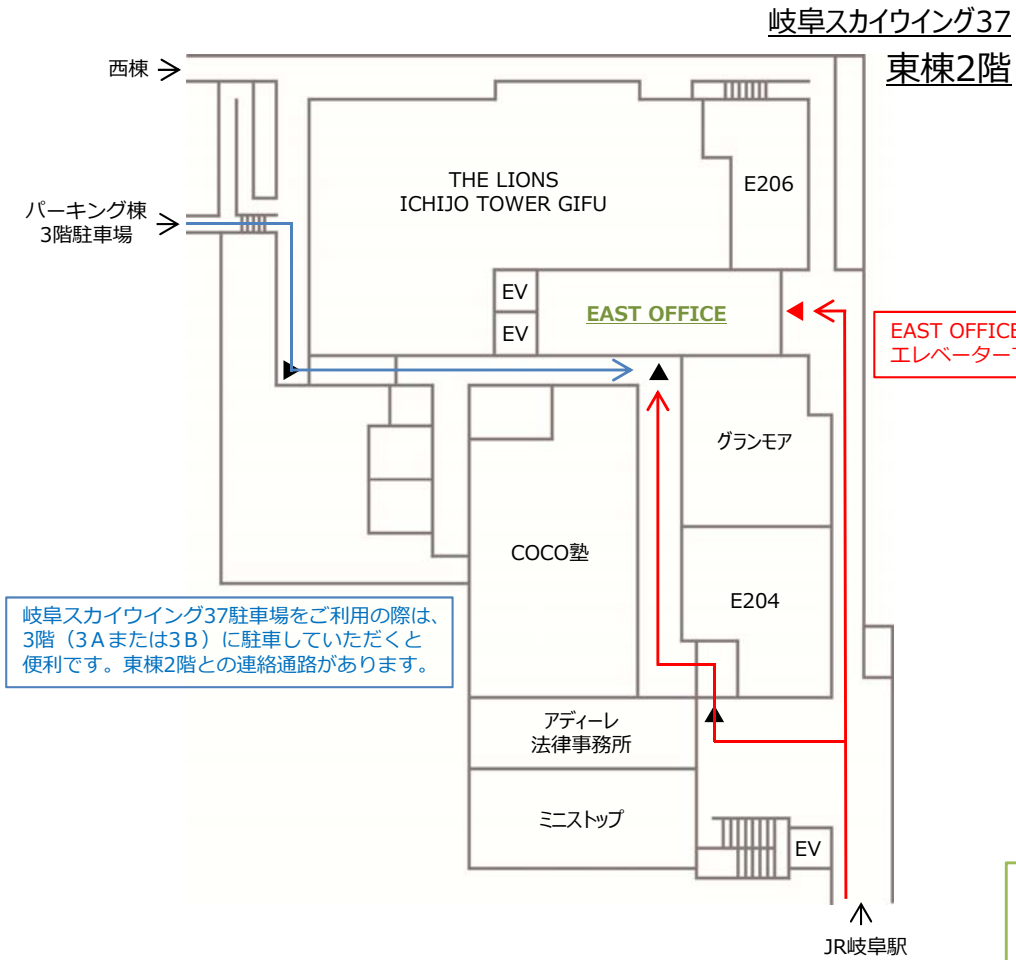 岐阜スカイウイング37
東棟2階
西棟
THE LIONS
ICHIJO TOWER GIFU
E206
パーキング棟
3階駐車場
EV
EV
EAST OFFICE
EAST OFFICE
エレベーター
グランモア
COCO塾
E204
岐阜スカイウイング37駐車場をご利用の際は、
3階（3Aまたは3B）に駐車していただくと
便利です。東棟2階との連絡通路があります。
アディーレ
法律事務所
ミニストップ
EV
JR岐阜駅